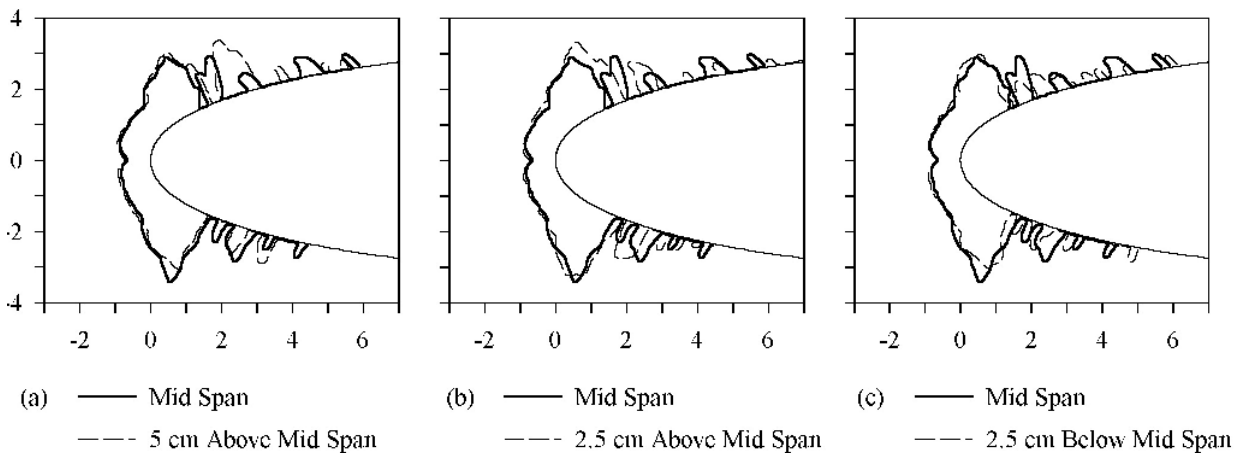 4
2
0
-2
-4
-2 0 2 4 6
-2 0 2 4 6
-2 0 2 4 6
(a) Mid Span
5 cm Above Mid Span
(b) Mid Span
2.5 cm Above Mid Span
(c) Mid Span
2.5 cm Below Mid Span